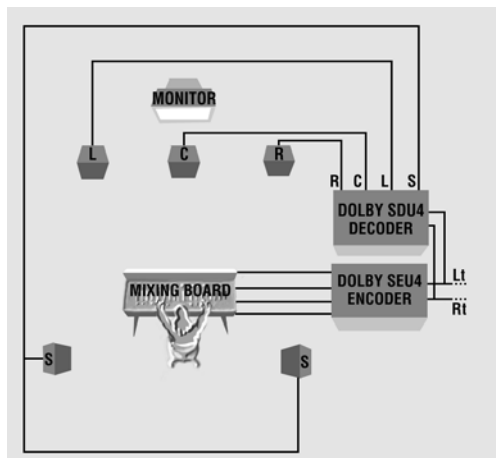 MONITOR
L
C
R
R C L S
DOLBY SDU4
DECODER
MIXING BOARD
DOLBY SEU4
ENCODER
Lt
Rt
S
S